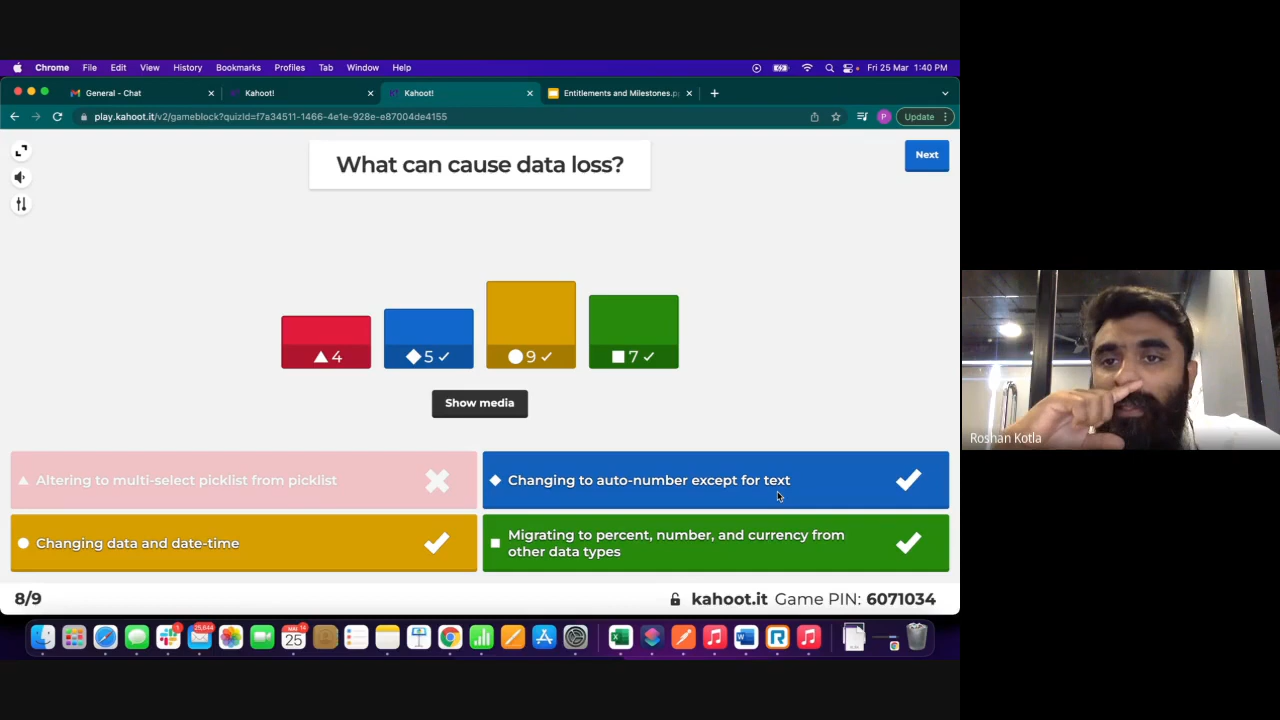 Chrome File Edit View History Bookmarks Profiles Tab Window Help Fri 25 Mar 1:40 PM
General - Chat Kahoot! Kahoot! Entitlements and Milestones.p
play.kahoot.it/v2/gameblock?quizId=f7a34511-1466-4e1e-928e-e87004de4155 P Update
What can cause data loss?
Next
4 5 9 7
Show media
Altering to multi-select picklist from picklist
Changing to auto-number except for text
Changing data and date-time
Migrating to percent, number, and currency from
other data types
8/9
kahoot.it Game PIN: 6071034
Roshan Kotla
25